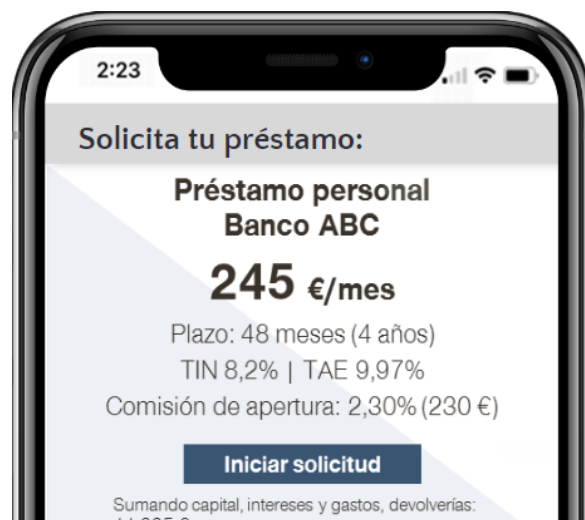 2:23
Solicita tu préstamo:
Préstamo personal
Banco ABC
245 €/mes
Plazo: 48 meses (4 años)
TIN 8,2% | TAE 9,97%
Comisión de apertura: 2,30% (230 €)
Iniciar solicitud
Sumando capital, intereses y gastos, devolverías: